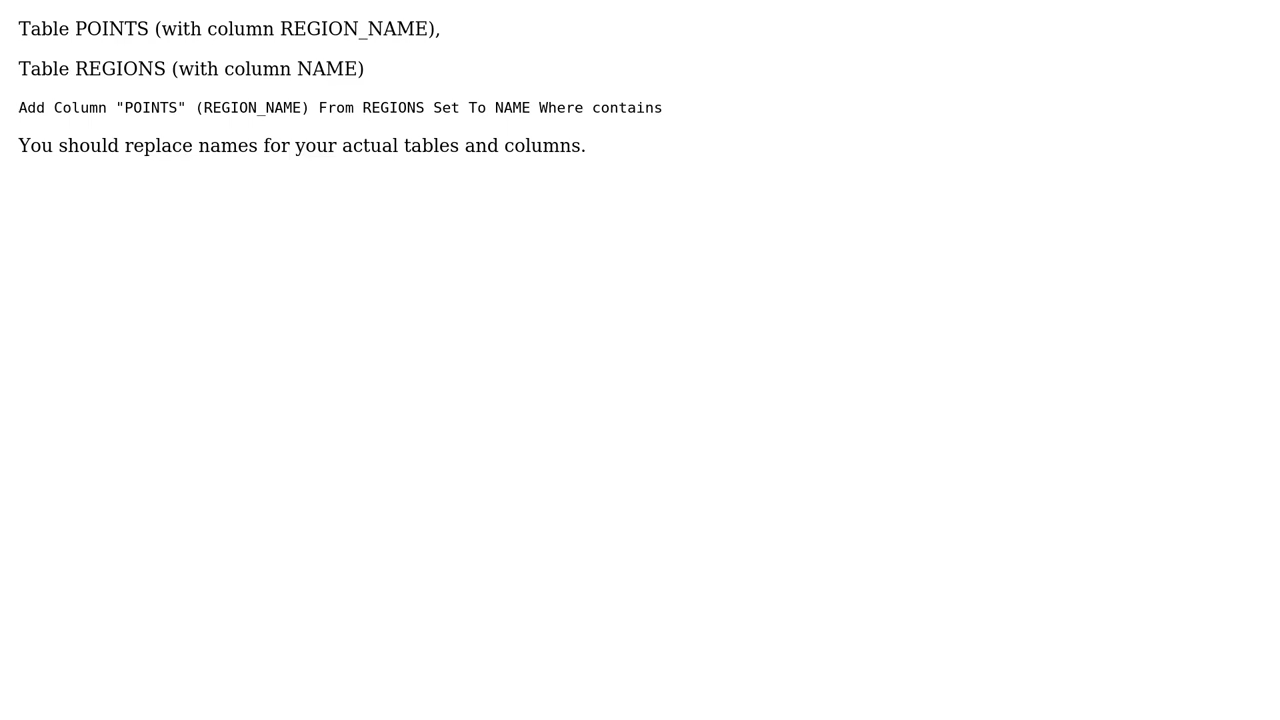 Table POINTS (with column REGION_NAME),
Table REGIONS (with column NAME)
Add Column "POINTS" (REGION_NAME) From REGIONS Set To NAME Where contains
You should replace names for your actual tables and columns.